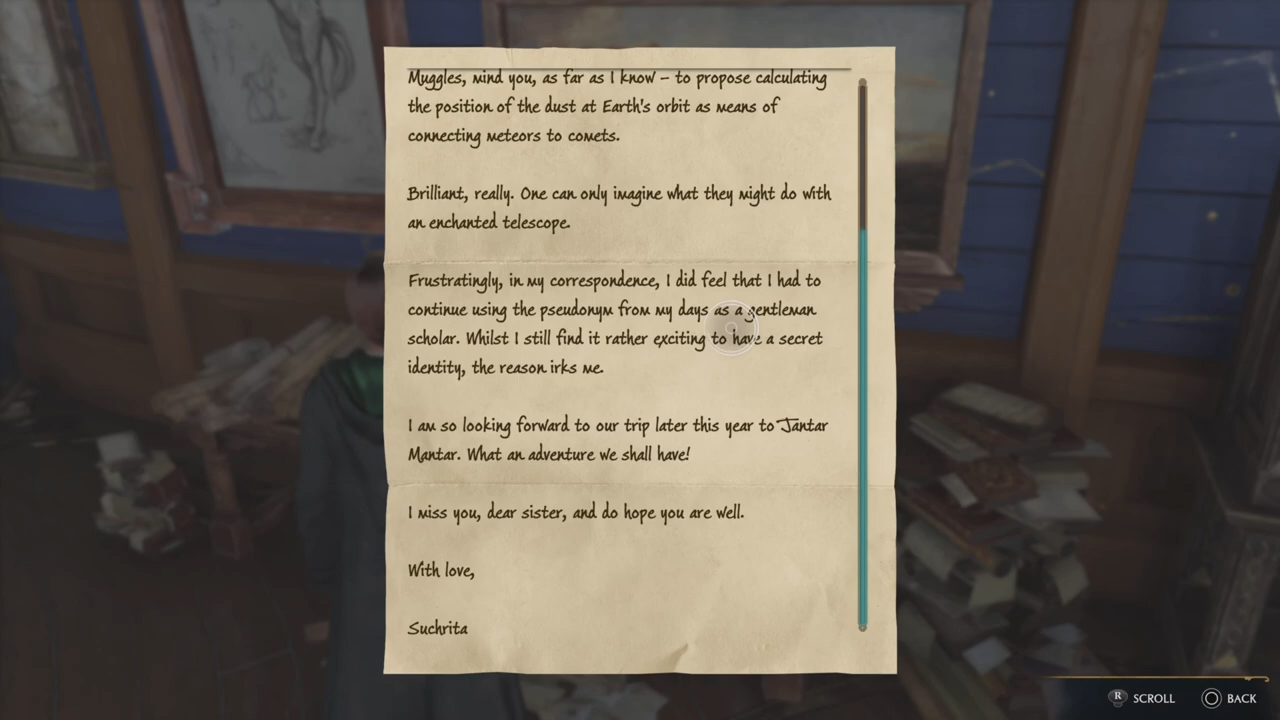 Muggles, mind you, as far as I know – to propose calculating
the position of the dust at Earth's orbit as means of
connecting meteors to comets.
Brilliant, really. One can only imagine what they might do with
an enchanted telescope.
Frustratingly, in my correspondence, I did feel that I had to
continue using the pseudonym from my days as a gentleman
scholar. Whilst I still find it rather exciting to have a secret
identity, the reason irks me.
I am so looking forward to our trip later this year to Jantar
Mantar. What an adventure we shall have!
I miss you, dear sister, and do hope you are well.
With love,
Suchrita
R SCROLL BACK